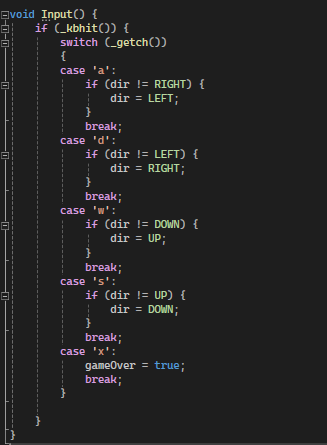 void Input() {
    if (_kbhit()) {
        switch (_getch())
        {
        case 'a':
            if (dir != RIGHT) {
                dir = LEFT;
            }
            break;
        case 'd':
            if (dir != LEFT) {
                dir = RIGHT;
            }
            break;
        case 'w':
            if (dir != DOWN) {
                dir = UP;
            }
            break;
        case 's':
            if (dir != UP) {
                dir = DOWN;
            }
            break;
        case 'x':
            gameOver = true;
            break;
        }

    }
}